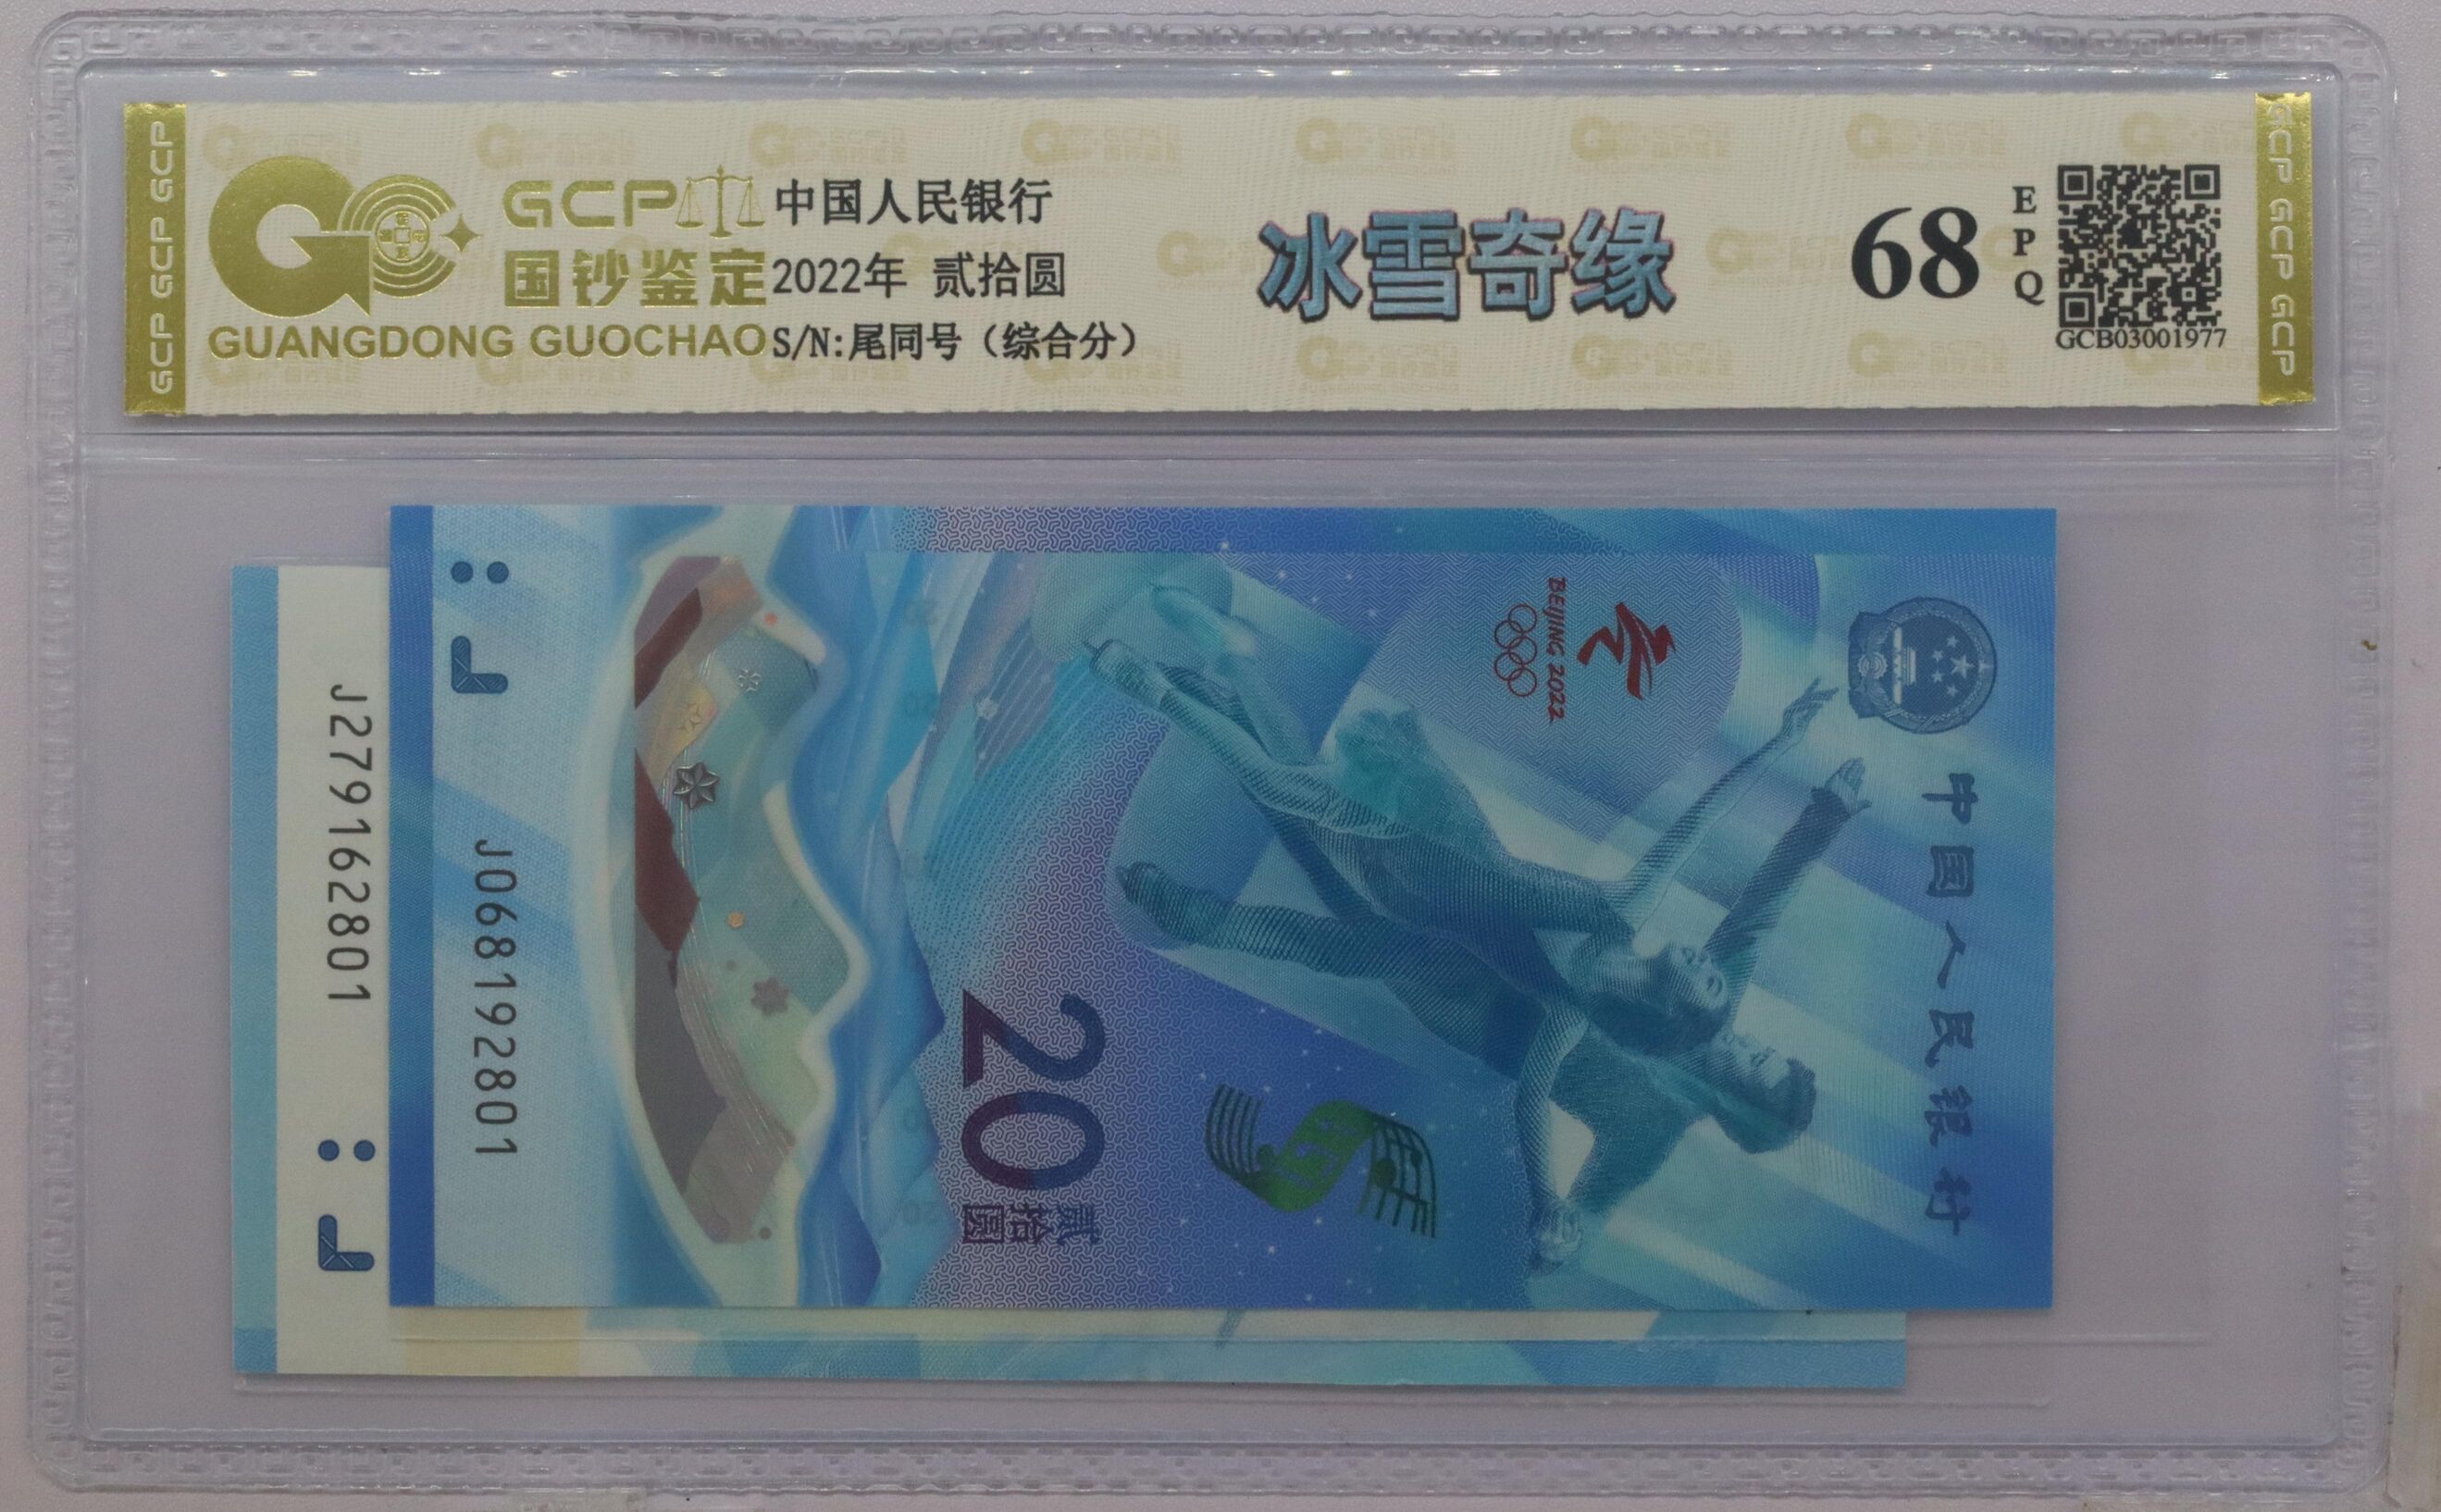 GCP GCP GCP
GCP
国钞鉴定
GUANGDONG GUOCHAO
中国人民银行
2022年 贰拾圆
S/N:尾同号（综合分）
冰雪奇缘
68
EPQ
GCB03001977
GCP GCP GCP
J279162801
J068192801
20
贰拾圆
BEIJING 2022
中国人民银行